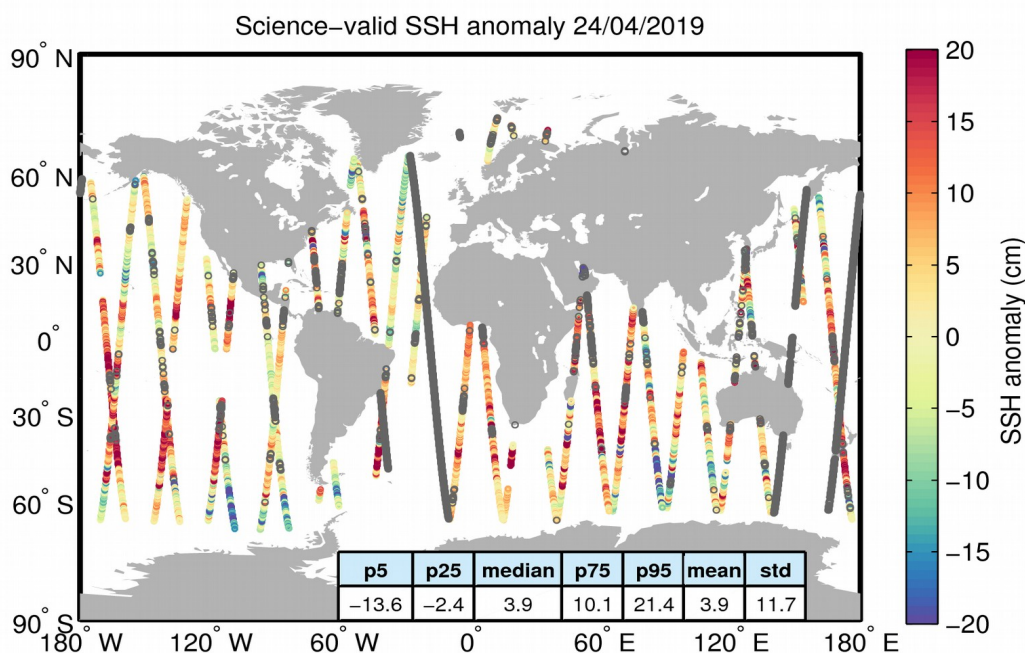 Science−valid SSH anomaly 24/04/2019
90° N
60° N
30° N
0°
30° S
60° S
90° S
180° W
120° W
60° W
0°
60° E
120° E
180° E
p5 p25 median p75 p95 mean std
−13.6 −2.4 3.9 10.1 21.4 3.9 11.7
20
15
10
5
0
−5
−10
−15
−20
SSH anomaly (cm)